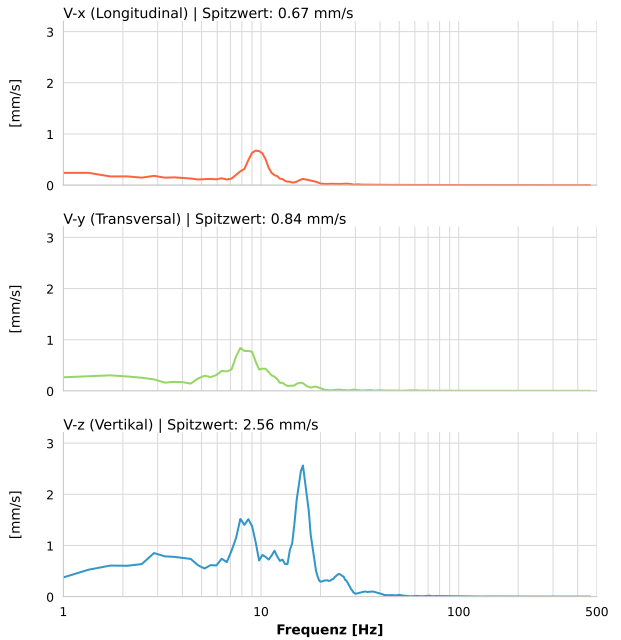 V-x (Longitudinal) | Spitzwert: 0.67 mm/s
3
2
1
0
[mm/s]
V-y (Transversal) | Spitzwert: 0.84 mm/s
3
2
1
0
[mm/s]
V-z (Vertikal) | Spitzwert: 2.56 mm/s
3
2
1
0
[mm/s]
1 10 100 500
Frequenz [Hz]